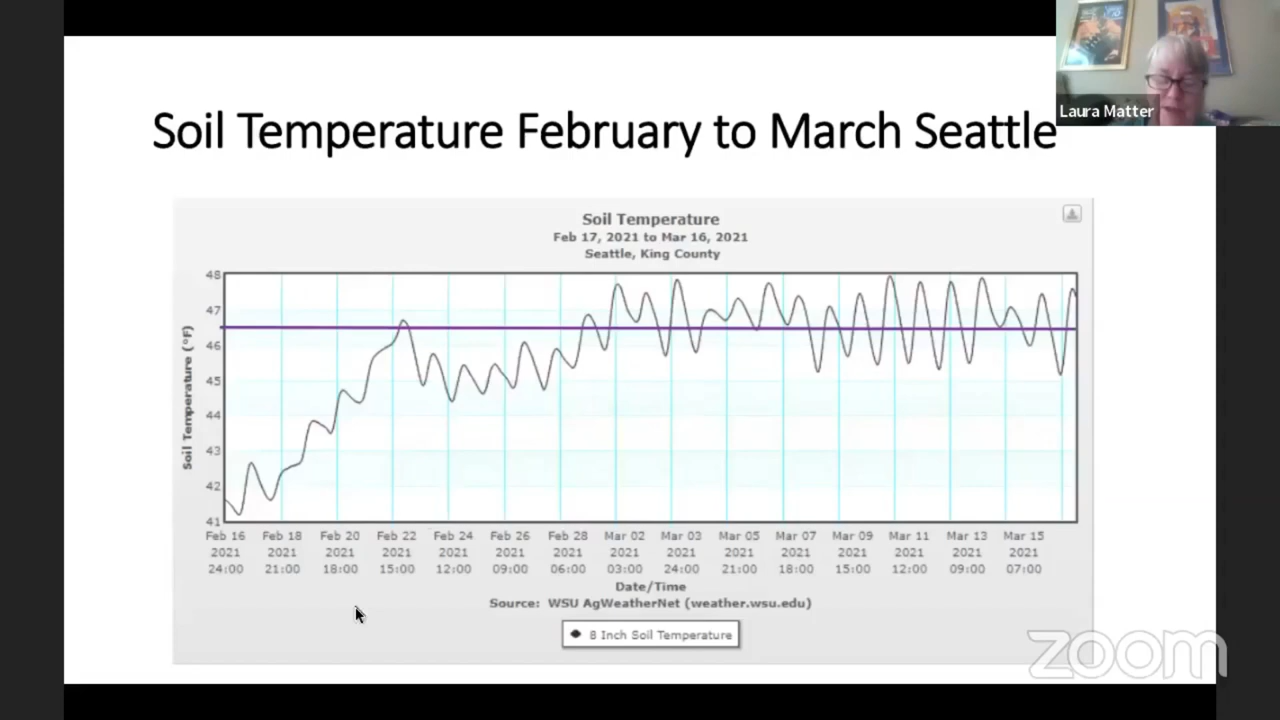 Laura Matter
Soil Temperature February to March Seattle
Soil Temperature
Feb 17, 2021 to Mar 16, 2021
Seattle, King County
Soil Temperature (°F)
48
47
46
45
44
43
42
41
Feb 16 Feb 18 Feb 20 Feb 22 Feb 24 Feb 26 Feb 28 Mar 02 Mar 03 Mar 05 Mar 07 Mar 09 Mar 11 Mar 13 Mar 15
2021 2021 2021 2021 2021 2021 2021 2021 2021 2021 2021 2021 2021 2021 2021
24:00 21:00 18:00 15:00 12:00 09:00 06:00 03:00 24:00 21:00 18:00 15:00 12:00 09:00 07:00
Date/Time
Source: WSU AgWeatherNet (weather.wsu.edu)
8 Inch Soil Temperature
zoom